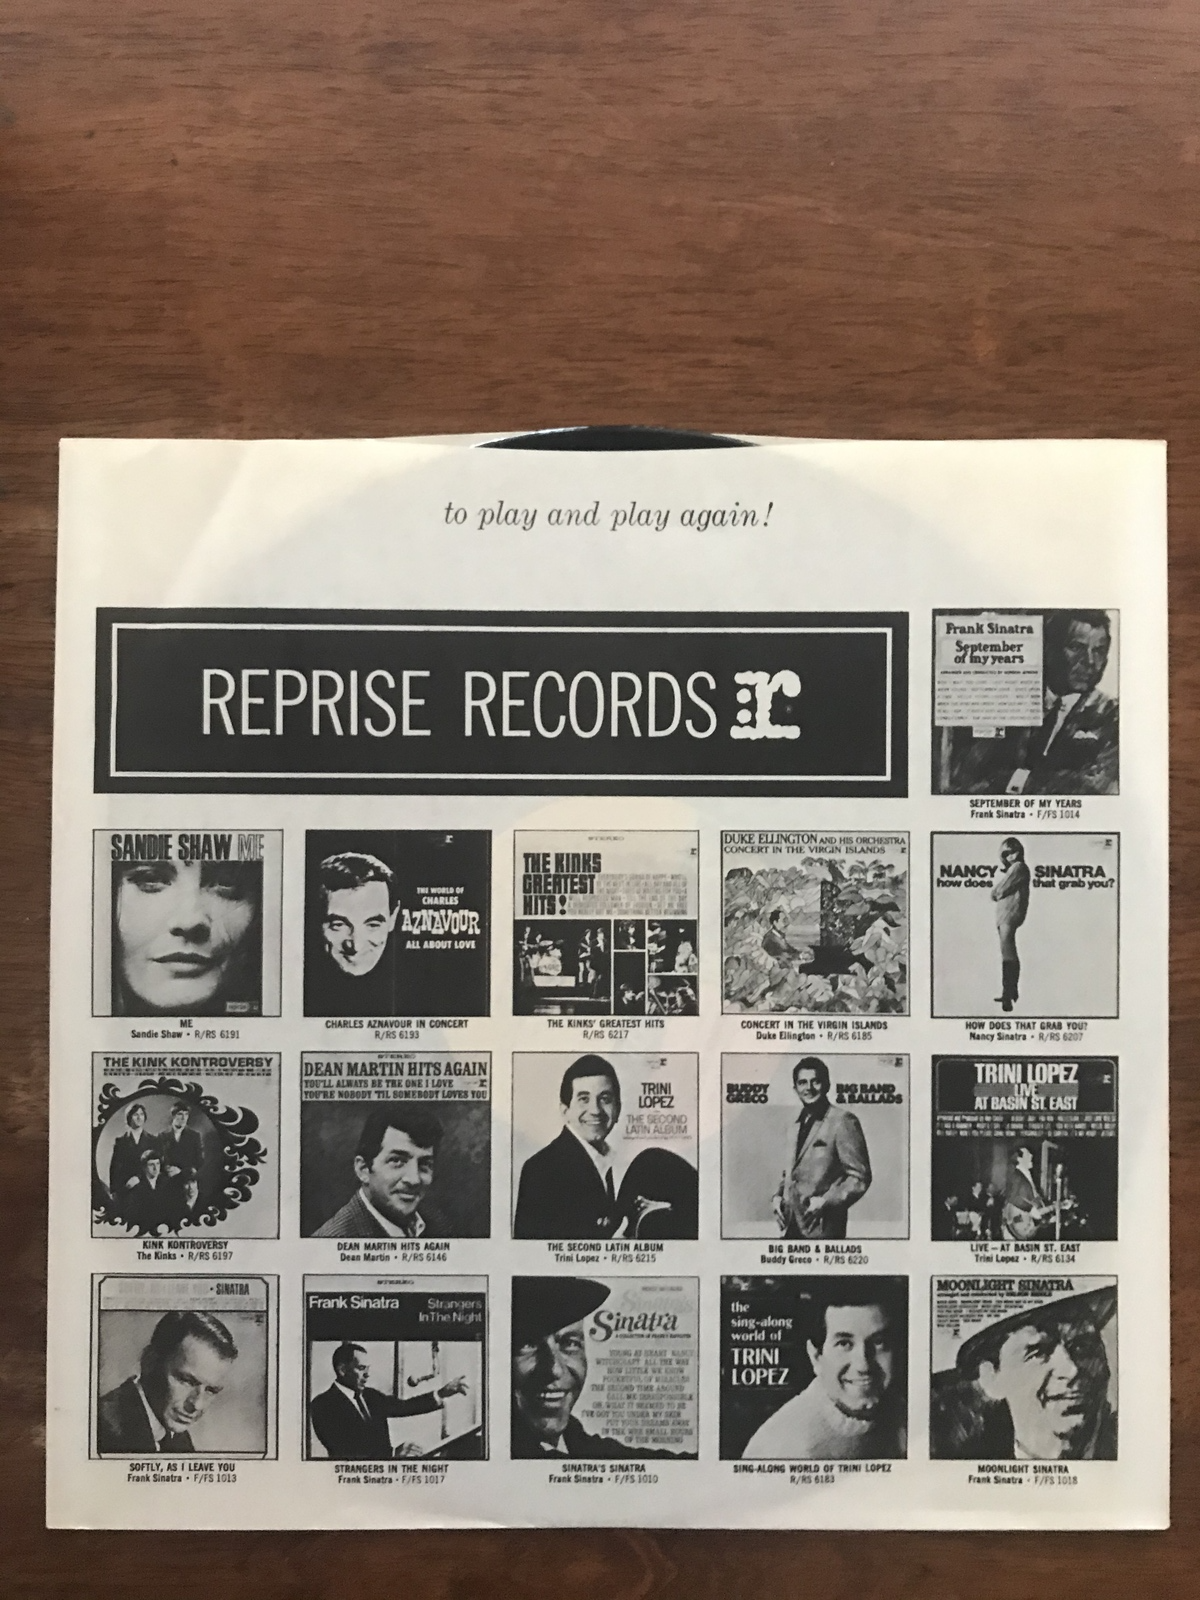 to play and play again!
REPRISE RECORDS r:
Frank Sinatra
September
of my years
SEPTEMBER OF MY YEARS
Frank Sinatra • F/FS 1014
SANDIE SHAW ME
ME
Sandie Shaw • R/RS 6191
THE WORLD OF
CHARLES
AZNAVOUR
ALL ABOUT LOVE
CHARLES AZNAVOUR IN CONCERT
R/RS 6193
STEREO
THE KINKS
GREATEST
HITS!
THE KINKS' GREATEST HITS
R/RS 6217
DUKE ELLINGTON AND HIS ORCHESTRA
CONCERT IN THE VIRGIN ISLANDS
CONCERT IN THE VIRGIN ISLANDS
Duke Ellington • R/RS 6185
NANCY SINATRA
how does that grab you?
HOW DOES THAT GRAB YOU?
Nancy Sinatra • R/RS 6207
THE KINK KONTROVERSY
KINK KONTROVERSY
The Kinks • R/RS 6197
STEREO
DEAN MARTIN HITS AGAIN
YOU'LL ALWAYS BE THE ONE I LOVE
YOU'RE NOBODY 'TIL SOMEBODY LOVES YOU
DEAN MARTIN HITS AGAIN
Dean Martin • R/RS 6146
TRINI
LOPEZ
THE SECOND
LATIN ALBUM
THE SECOND LATIN ALBUM
Trini Lopez • R/RS 6215
BUDDY GRECO
BIG BAND & BALLADS
BIG BAND & BALLADS
Buddy Greco • R/RS 6220
TRINI LOPEZ
LIVE
AT BASIN ST. EAST
LIVE – AT BASIN ST. EAST
Trini Lopez • R/RS 6134
SINATRA
SOFTLY, AS I LEAVE YOU
Frank Sinatra • F/FS 1013
STEREO
Frank Sinatra
Strangers
In The Night
STRANGERS IN THE NIGHT
Frank Sinatra • F/FS 1017
Sinatra's
Sinatra
SINATRA'S SINATRA
Frank Sinatra • F/FS 1010
the
sing-along
world of
TRINI
LOPEZ
SING-ALONG WORLD OF TRINI LOPEZ
R/RS 6183
MOONLIGHT SINATRA
MOONLIGHT SINATRA
Frank Sinatra • F/FS 1018